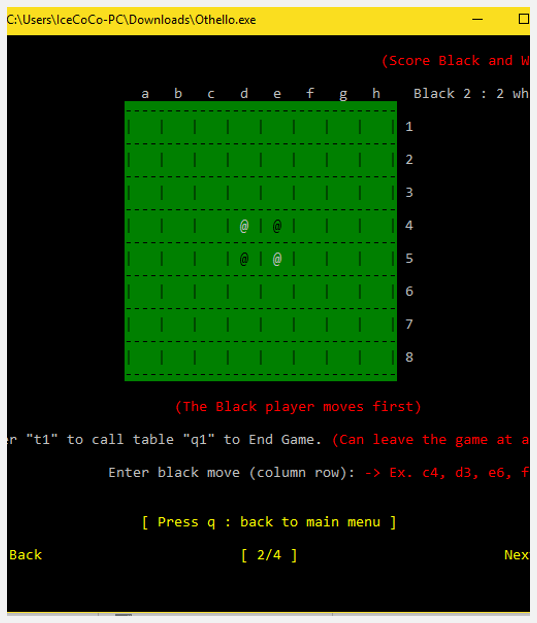 C:\Users\IceCoCo-PC\Downloads\Othello.exe
(Score Black and W
a b c d e f g h Black 2 : 2 wh
1
2
3
@ @ 4
@ @ 5
6
7
8
(The Black player moves first)
er "t1" to call table "q1" to End Game. (Can leave the game at a
Enter black move (column row): -> Ex. c4, d3, e6, f
[ Press q : back to main menu ]
Back [ 2/4 ] Nex